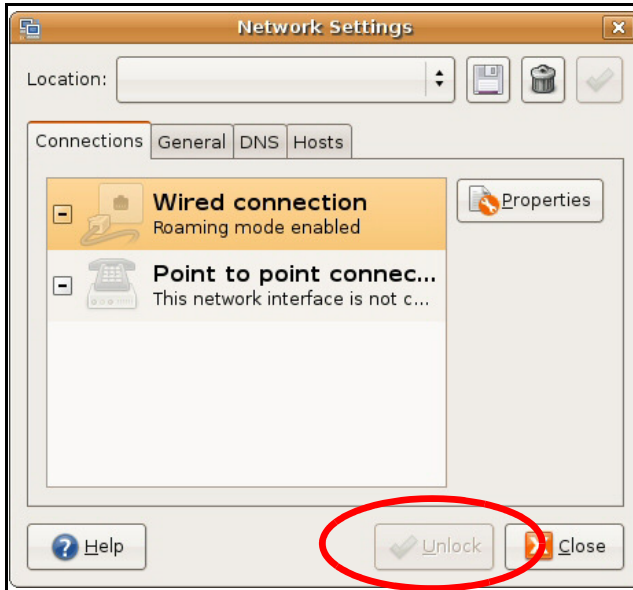 Network Settings
Location:
Connections General DNS Hosts
Wired connection
Roaming mode enabled
Properties
Point to point connec...
This network interface is not c...
Help
Unlock
Close